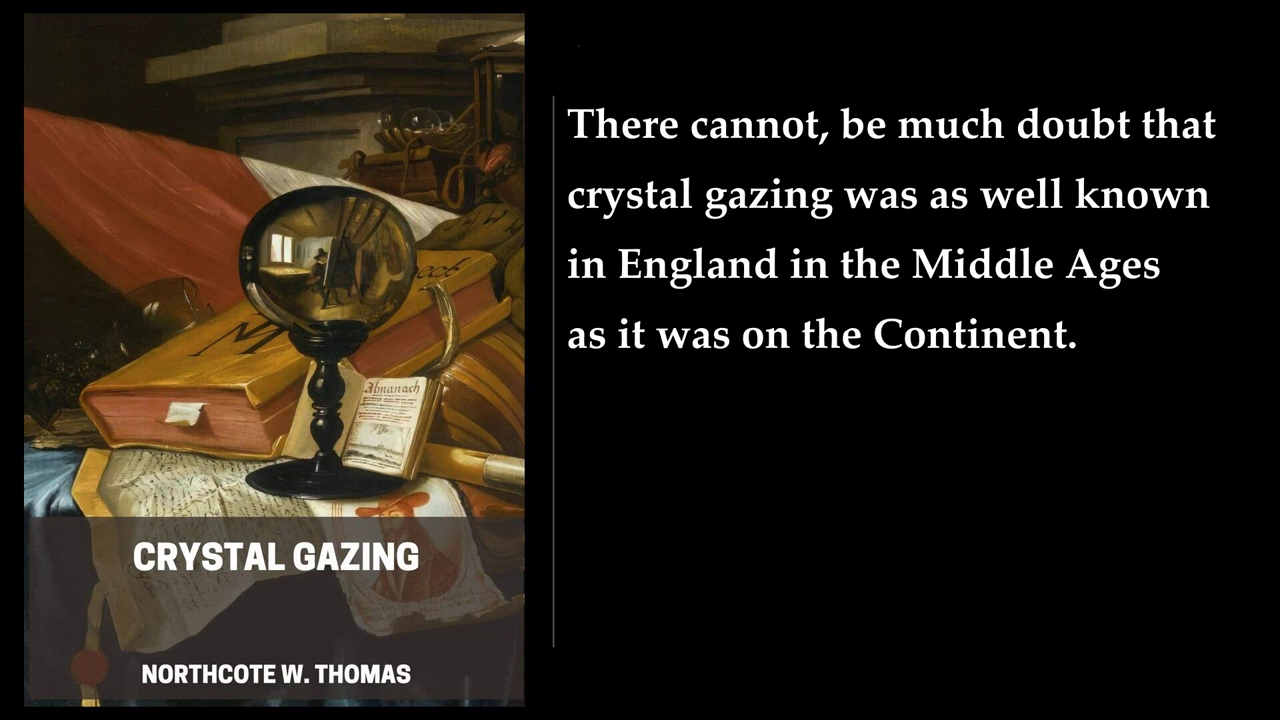 There cannot, be much doubt that
crystal gazing was as well known
in England in the Middle Ages
as it was on the Continent.
Almanach
CRYSTAL GAZING
NORTHCOTE W. THOMAS